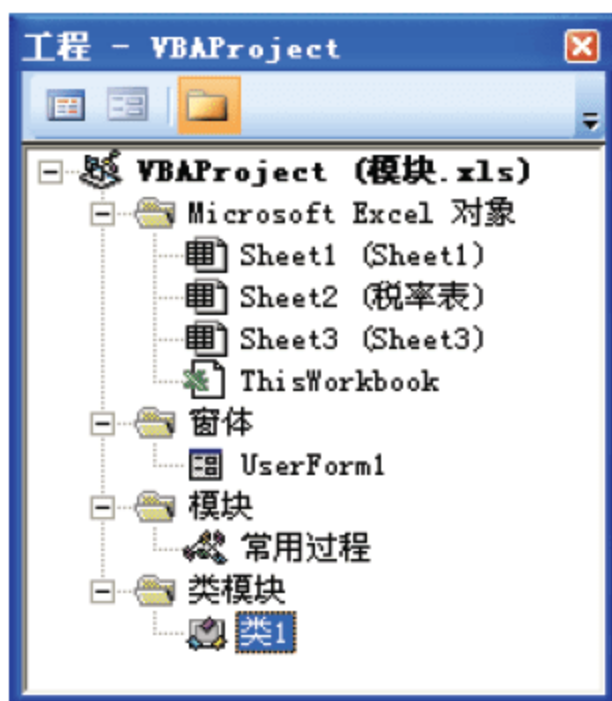 工程 - VBAProject
VBAProject (模块.xls)
Microsoft Excel 对象
Sheet1 (Sheet1)
Sheet2 (税率表)
Sheet3 (Sheet3)
ThisWorkbook
窗体
UserForm1
模块
常用过程
类模块
类1